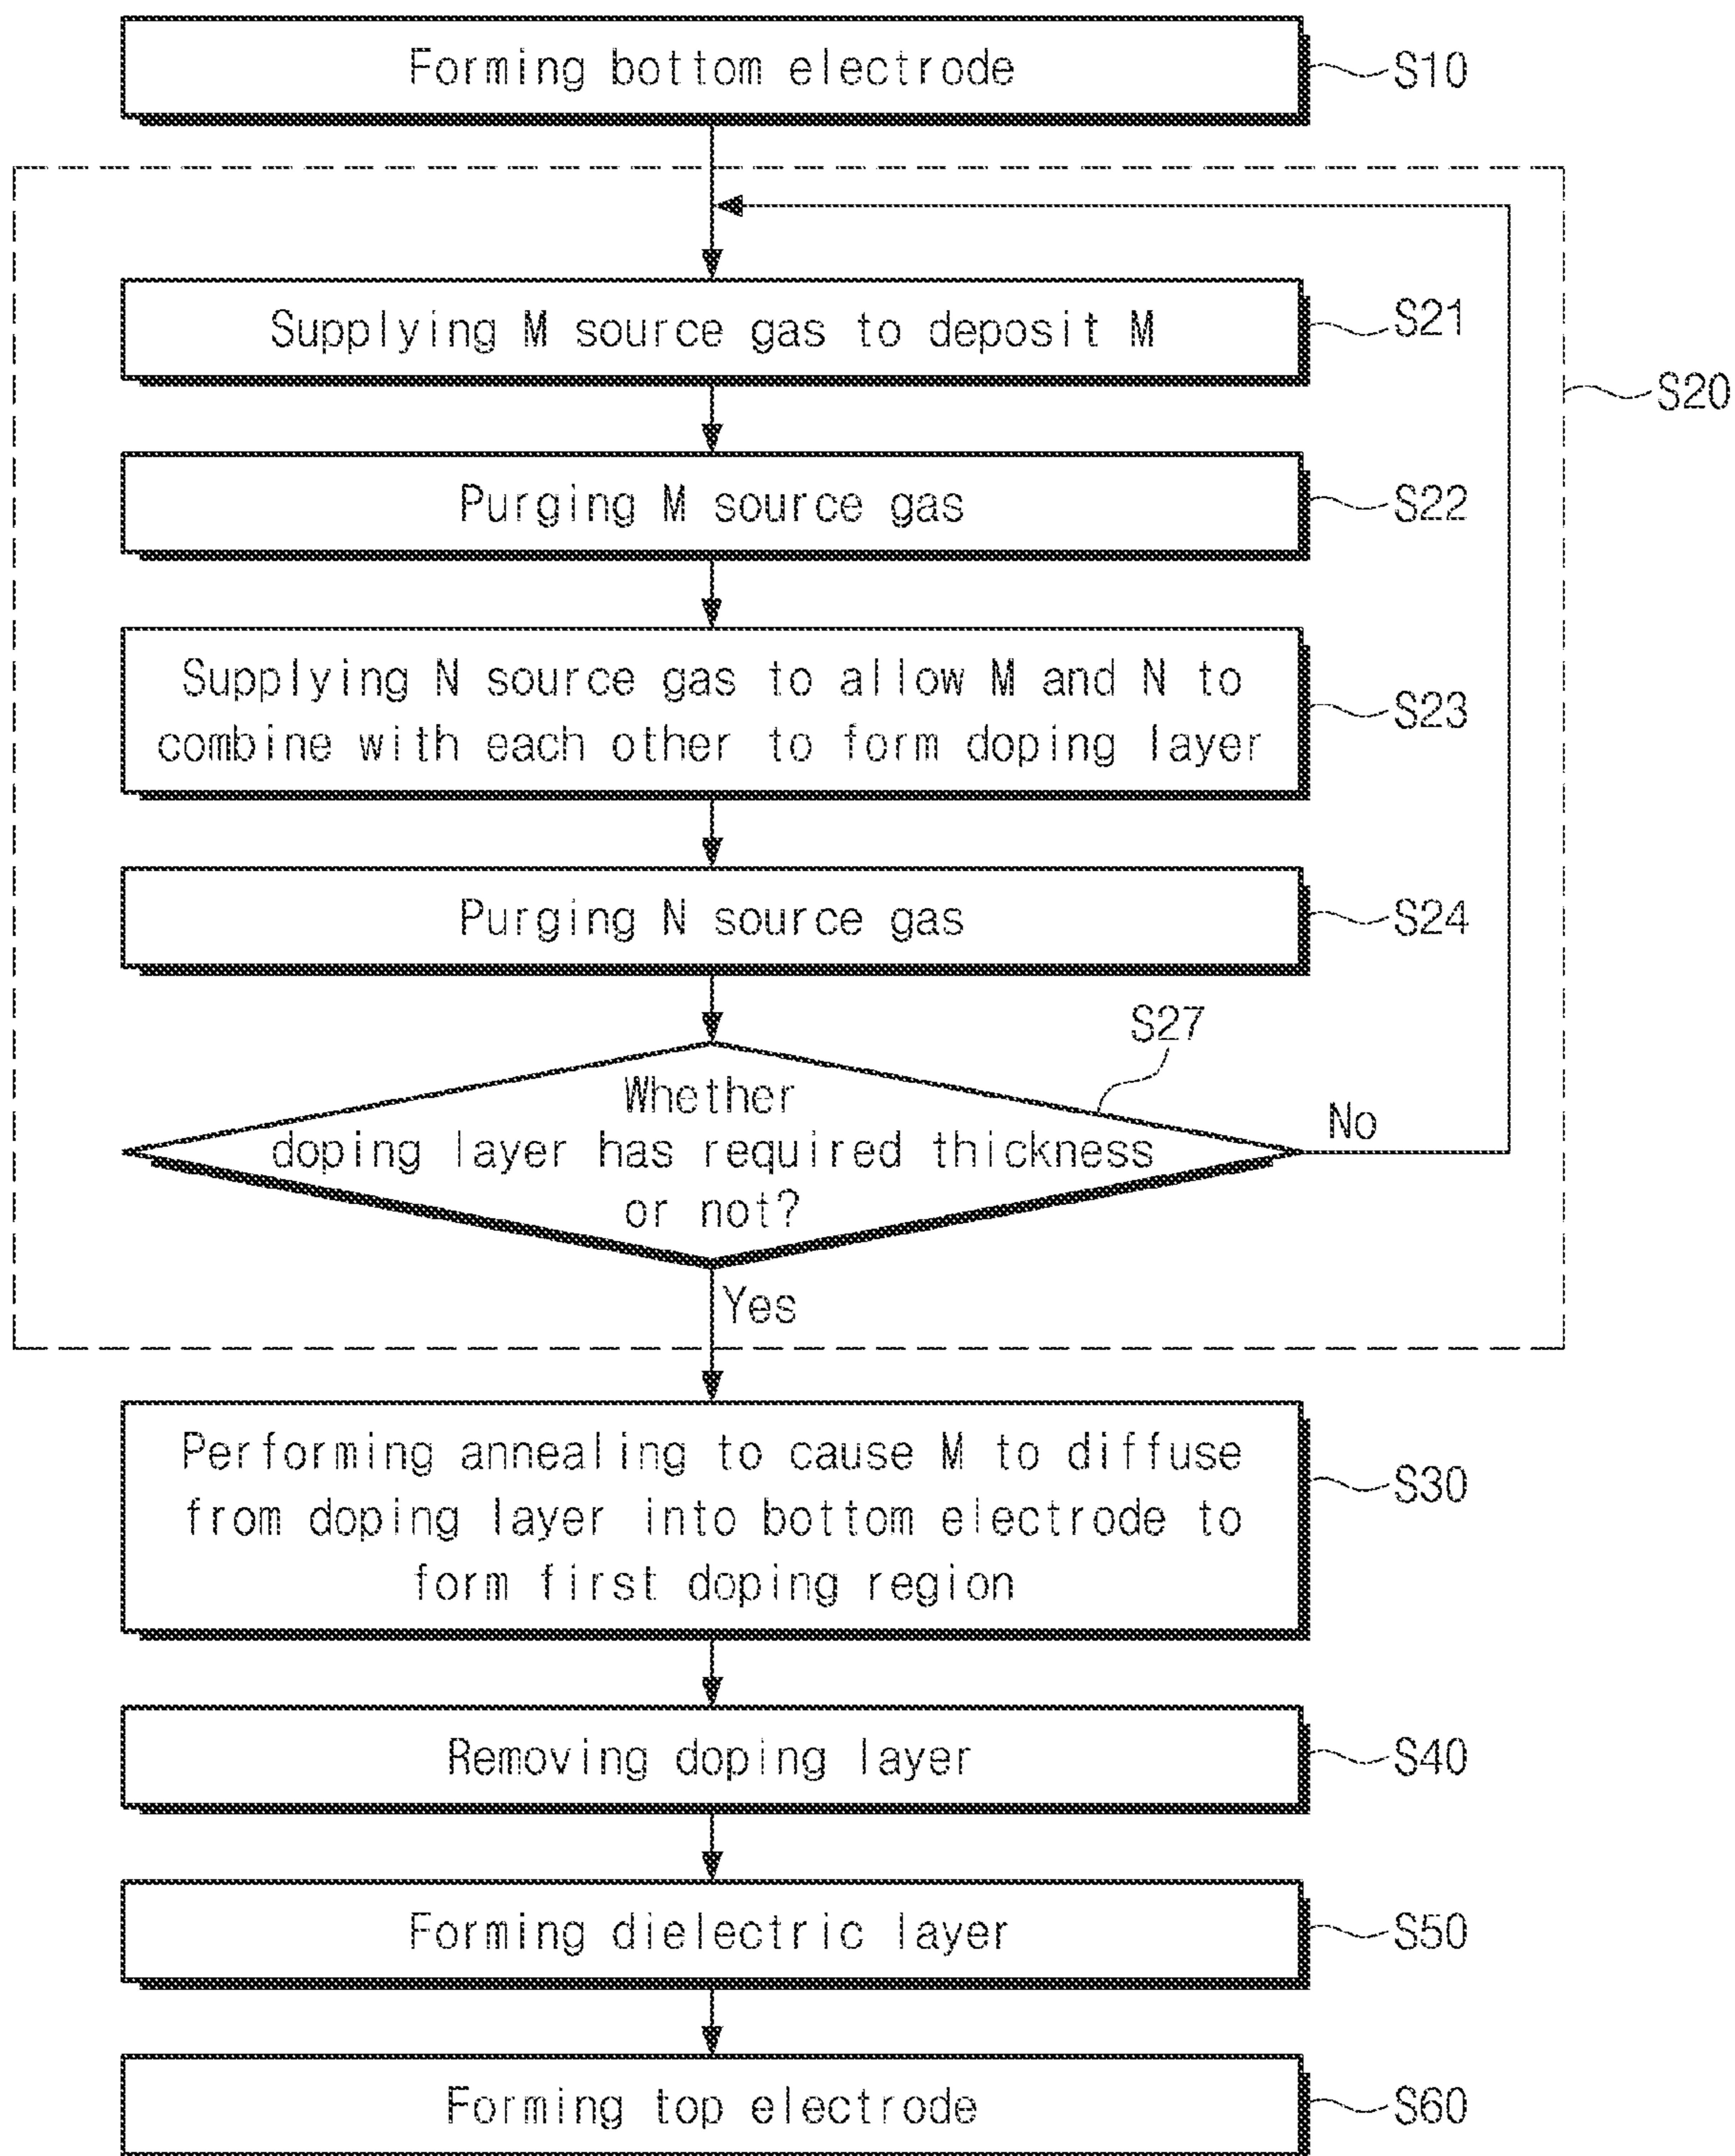 Forming bottom electrode
S10
Supplying M source gas to deposit M
S21
S20
Purging M source gas
S22
Supplying N source gas to allow M and N to
combine with each other to form doping layer
S23
Purging N source gas
S24
S27
Whether
doping layer has required thickness
or not?
No
Yes
Performing annealing to cause M to diffuse
from doping layer into bottom electrode to
form first doping region
S30
Removing doping layer
S40
Forming dielectric layer
S50
Forming top electrode
S60